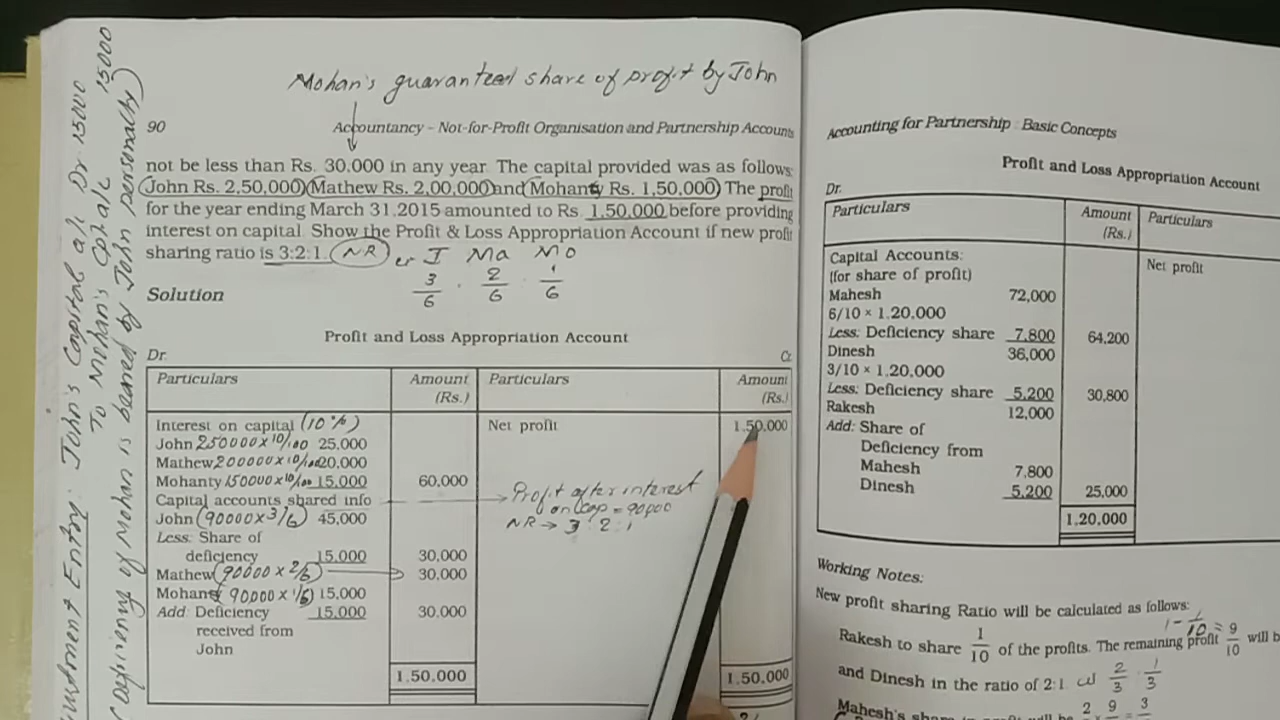 Mohan's guaranteed share of profit by John
90 Accountancy – Not-for-Profit Organisation and Partnership Accounts
not be less than Rs. 30,000 in any year. The capital provided was as follows:
John Rs. 2,50,000 Mathew Rs. 2,00,000 and Mohanty Rs. 1,50,000 The profit
for the year ending March 31,2015 amounted to Rs. 1,50,000 before providing
interest on capital. Show the Profit & Loss Appropriation Account if new profit
sharing ratio is 3:2:1. NR er J Ma Mo
3/6 : 2/6 : 1/6
Solution
Profit and Loss Appropriation Account
Dr. Cr
Particulars Amount (Rs.) Particulars Amount (Rs.)
Interest on capital (10%) Net profit 1,50,000
John 250000 x 10/100 25,000
Mathew 200000 x 10/100 20,000
Mohanty 150000 x 10/100 15,000 60,000
Capital accounts shared info
John (90000 x 3/6) 45,000
Less: Share of
deficiency 15,000 30,000
Mathew (90000 x 2/6) 30,000
Mohan (90000 x 1/6) 15,000
Add: Deficiency 15,000 30,000
received from
John
1,50,000 1,50,000
Profit after interest
on Cap = 90,000
NR → 3 : 2 : 1
ustment Entry: John's Capital a/c Dr 15000
To Mohan's Cptal a/c 15000
of Mohan is beared by John personally)
Accounting for Partnership : Basic Concepts
Profit and Loss Appropriation Account
Dr.
Particulars Amount (Rs.) Particulars
Capital Accounts: Net profit
(for share of profit)
Mahesh 72,000
6/10 × 1,20,000
Less: Deficiency share 7,800 64,200
Dinesh 36,000
3/10 × 1,20,000
Less: Deficiency share 5,200 30,800
Rakesh 12,000
Add: Share of
Deficiency from
Mahesh 7,800
Dinesh 5,200 25,000
1,20,000
Working Notes:
New profit sharing Ratio will be calculated as follows:
1 - 1/10 = 9/10
Rakesh to share 1/10 of the profits. The remaining profit 9/10 will b
and Dinesh in the ratio of 2:1. 2/3 : 1/3
Mahesh's share in profit will be 2 9 3